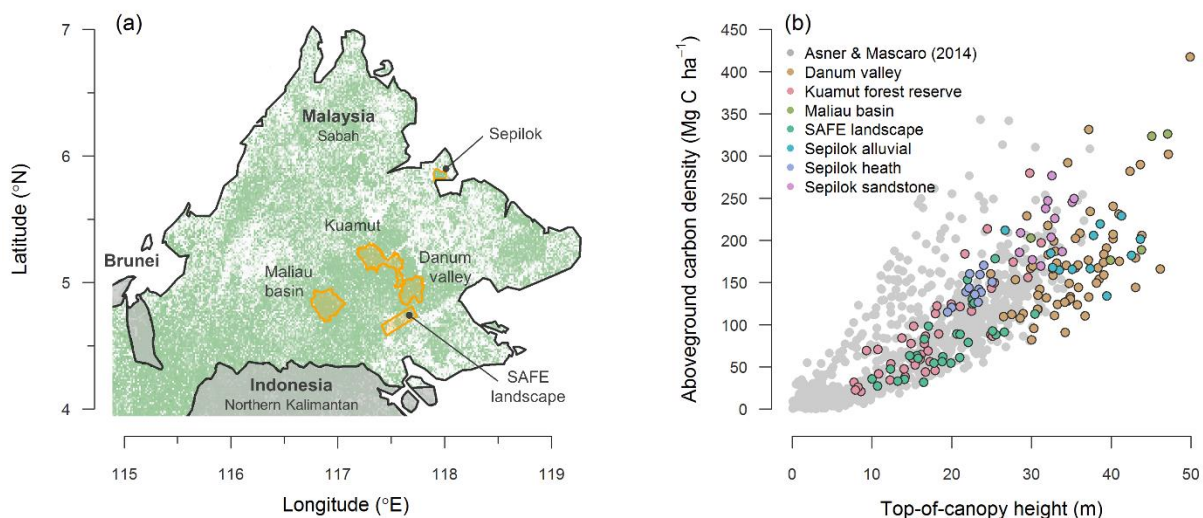 (a)
7
6
5
4
Latitude (°N)
115
116
117
118
119
Longitude (°E)
Malaysia
Sabah
Sepilok
Kuamut
Brunei
Maliau
basin
Danum
valley
SAFE
landscape
Indonesia
Northern Kalimantan
(b)
450
400
350
300
250
200
150
100
50
0
Aboveground carbon density (Mg C ha⁻¹)
Asner & Mascaro (2014)
Danum valley
Kuamut forest reserve
Maliau basin
SAFE landscape
Sepilok alluvial
Sepilok heath
Sepilok sandstone
0
10
20
30
40
50
Top-of-canopy height (m)